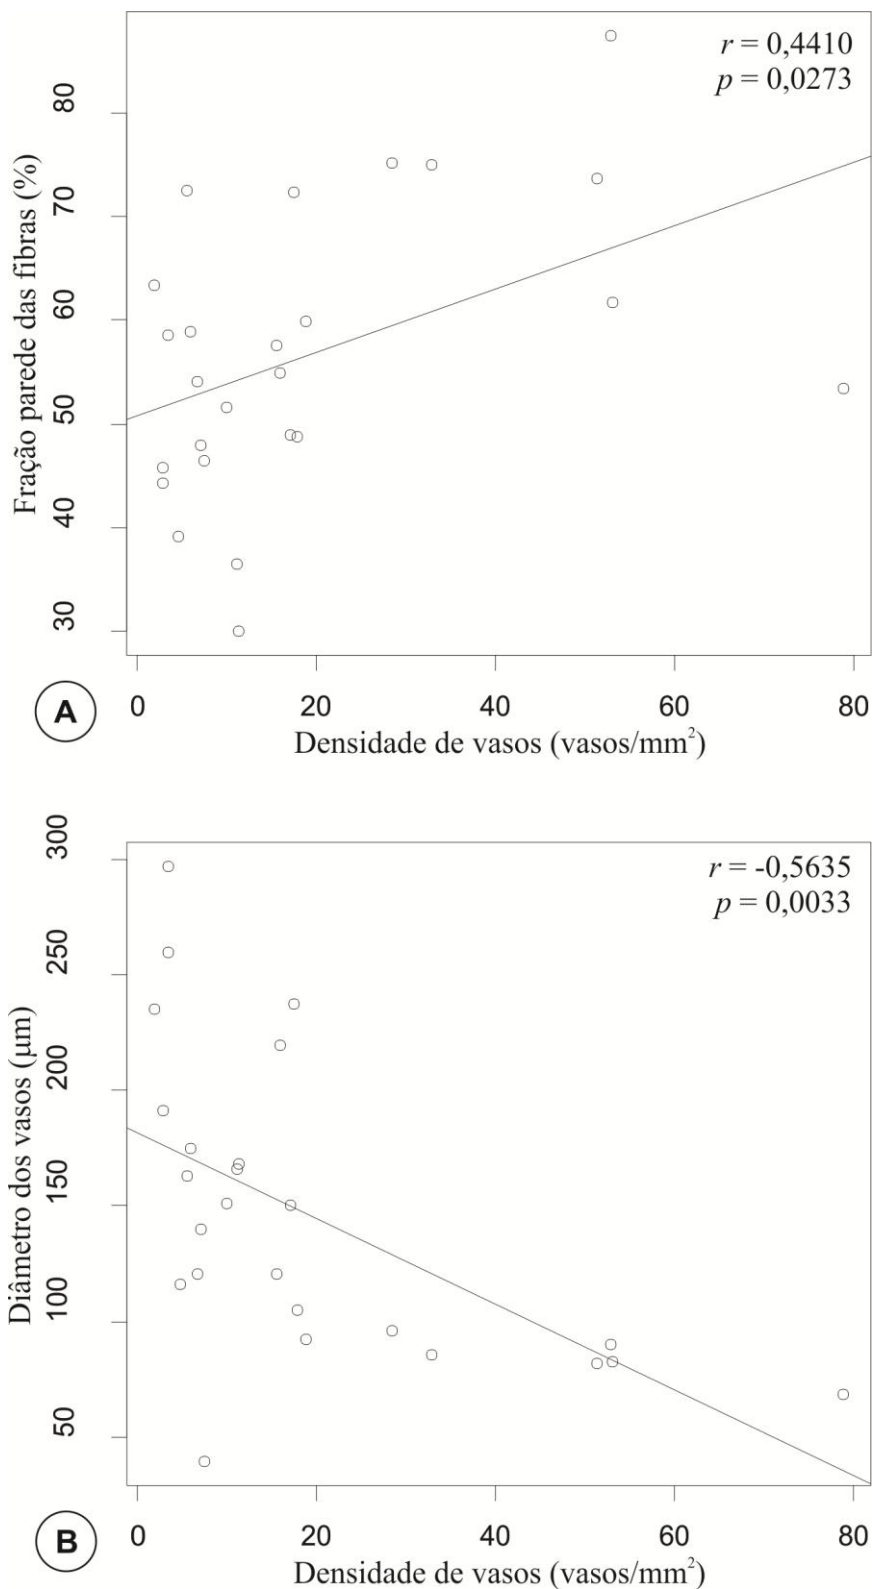 r = 0,4410
p = 0,0273
Fração parede das fibras (%)
80
70
60
50
40
30
0 20 40 60 80
A
Densidade de vasos (vasos/mm²)
r = -0,5635
p = 0,0033
Diâmetro dos vasos (µm)
300
250
200
150
100
50
0 20 40 60 80
B
Densidade de vasos (vasos/mm²)